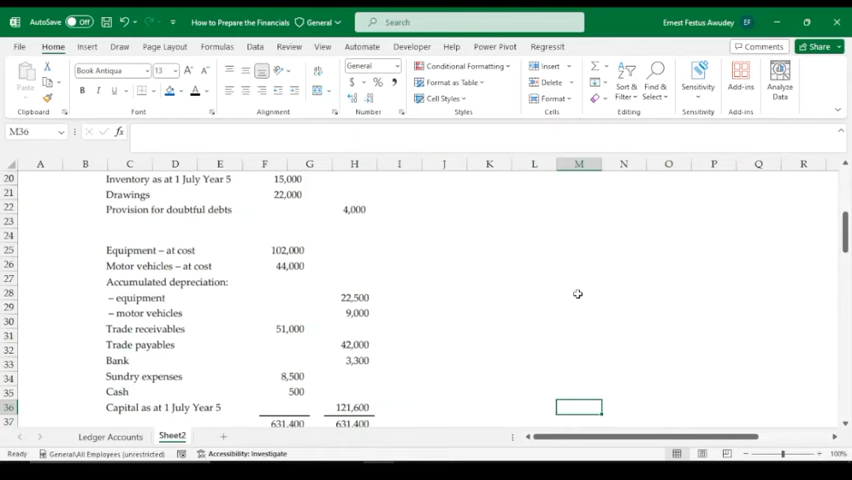 AutoSave Off How to Prepare the Financials General Search Ernest Festus Awudey EF
File Home Insert Draw Page Layout Formulas Data Review View Automate Developer Help Power Pivot Regressit Comments Share
Paste Book Antiqua 13 A A General Conditional Formatting Format as Table Cell Styles Insert Delete Format Sort & Filter Find & Select Sensitivity Add-ins Analyze Data
B I U $ % ,
Clipboard Font Alignment Number Styles Cells Editing Sensitivity Add-ins
M36 fx
A B C D E F G H I J K L M N O P Q R
20 Inventory as at 1 July Year 5 15,000
21 Drawings 22,000
22 Provision for doubtful debts 4,000
23
24
25 Equipment – at cost 102,000
26 Motor vehicles – at cost 44,000
27 Accumulated depreciation:
28 – equipment 22,500
29 – motor vehicles 9,000
30 Trade receivables 51,000
31 Trade payables 42,000
32 Bank 3,300
33 Sundry expenses 8,500
34 Cash 500
35
36 Capital as at 1 July Year 5 121,600
37 631,400 631,400
Ledger Accounts Sheet2
Ready General\All Employees (unrestricted) Accessibility: Investigate 100%